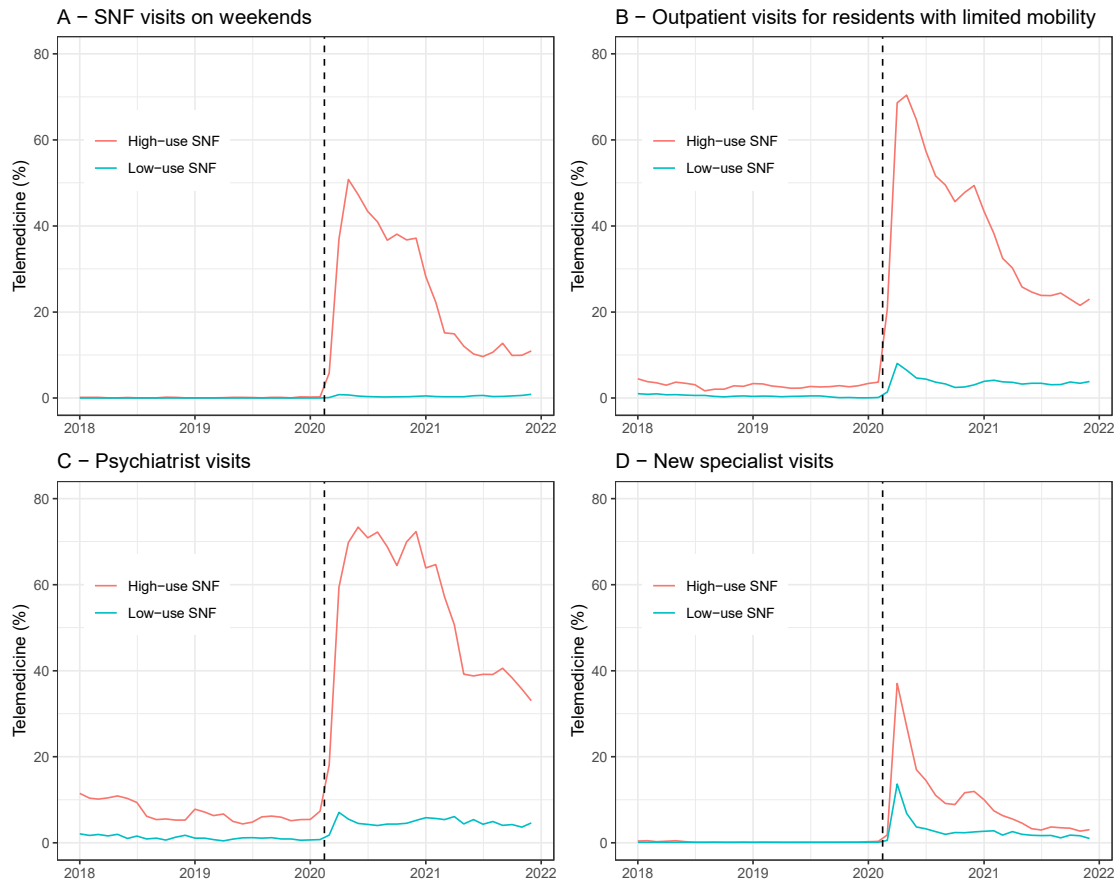 A − SNF visits on weekends
Telemedicine (%)
80
60
40
20
0
High−use SNF
Low−use SNF
2018 2019 2020 2021 2022
B − Outpatient visits for residents with limited mobility
Telemedicine (%)
80
60
40
20
0
High−use SNF
Low−use SNF
2018 2019 2020 2021 2022
C − Psychiatrist visits
Telemedicine (%)
80
60
40
20
0
High−use SNF
Low−use SNF
2018 2019 2020 2021 2022
D − New specialist visits
Telemedicine (%)
80
60
40
20
0
High−use SNF
Low−use SNF
2018 2019 2020 2021 2022